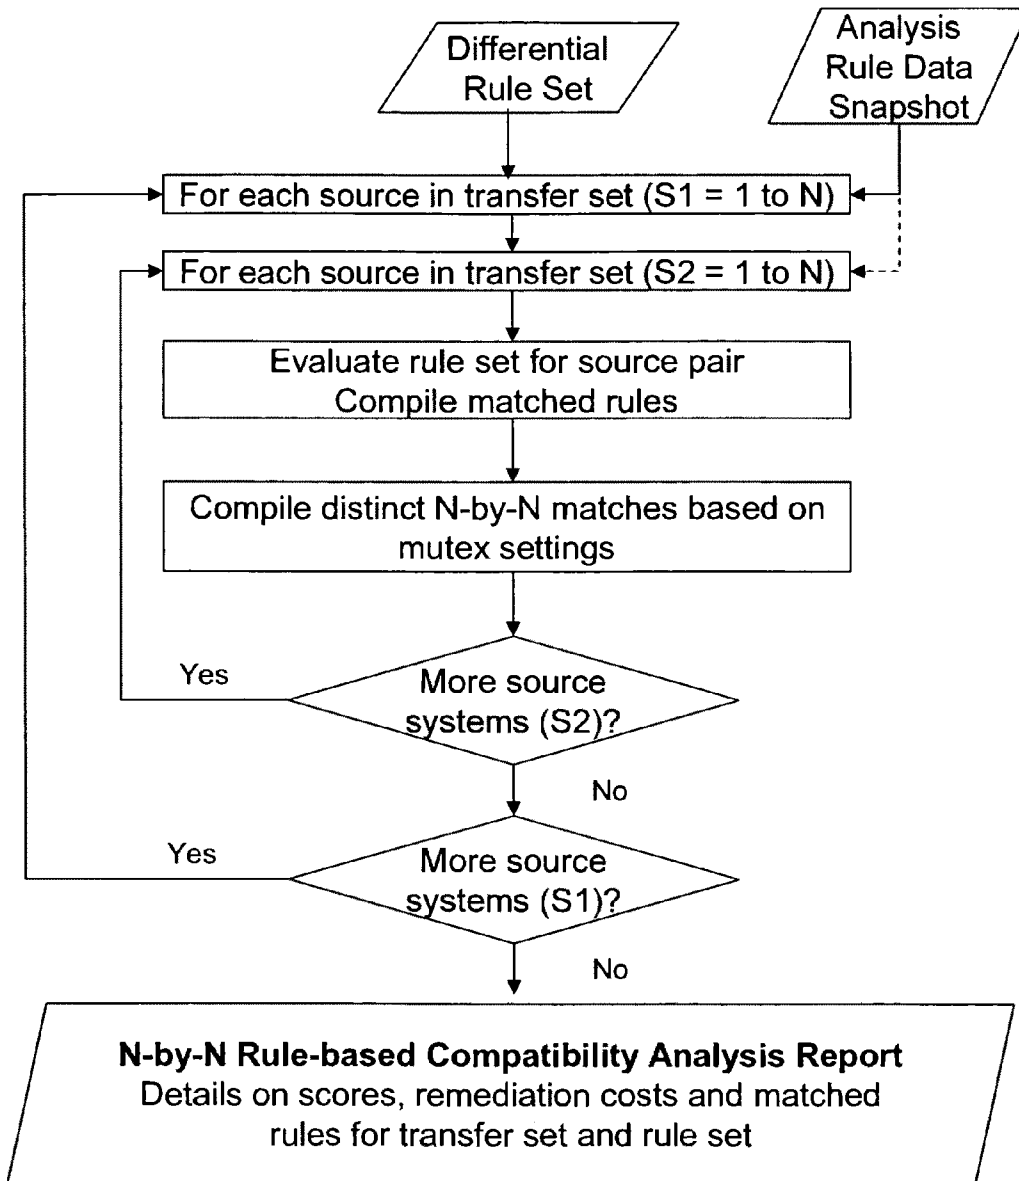 Differential
Rule Set
Analysis
Rule Data
Snapshot
For each source in transfer set (S1 = 1 to N)
For each source in transfer set (S2 = 1 to N)
Evaluate rule set for source pair
Compile matched rules
Compile distinct N-by-N matches based on
mutex settings
Yes
More source
systems (S2)?
No
Yes
More source
systems (S1)?
No
N-by-N Rule-based Compatibility Analysis Report
Details on scores, remediation costs and matched
rules for transfer set and rule set